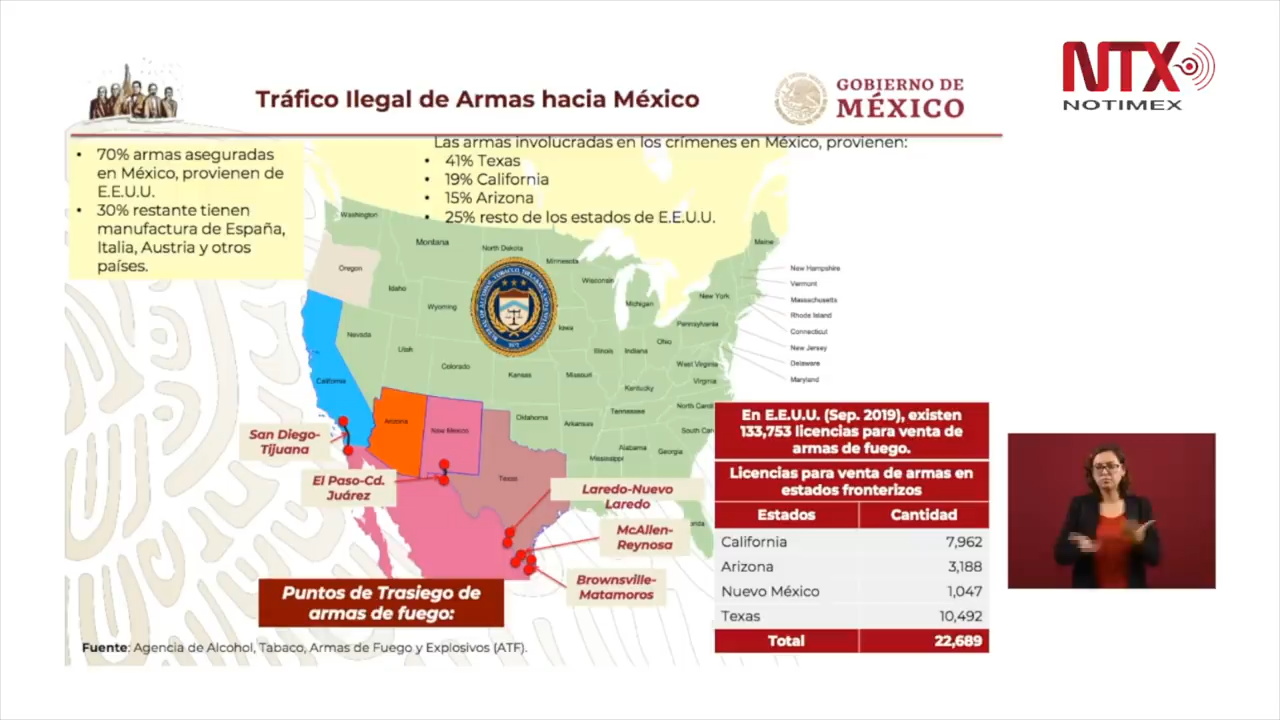 NTX
NOTIMEX
Tráfico Ilegal de Armas hacia México
GOBIERNO DE
MÉXICO
• 70% armas aseguradas
en México, provienen de
E.E.U.U.
• 30% restante tienen
manufactura de España,
Italia, Austria y otros
países.
Las armas involucradas en los crímenes en México, provienen:
• 41% Texas
• 19% California
• 15% Arizona
• 25% resto de los estados de E.E.U.U.
Washington
Montana
North Dakota
Minnesota
Maine
Oregon
Idaho
Wyoming
Wisconsin
Michigan
New York
New Hampshire
Vermont
Massachusetts
Rhode Island
Connecticut
New Jersey
Delaware
Maryland
Nevada
Utah
Colorado
Iowa
Kansas
Missouri
Illinois
Indiana
Ohio
Pennsylvania
West Virginia
Virginia
Kentucky
California
Arizona
New Mexico
Oklahoma
Arkansas
Tennessee
North Caroli
South Car
Mississippi
Alabama
Georgia
Texas
San Diego-
Tijuana
El Paso-Cd.
Juárez
Laredo-Nuevo
Laredo
McAllen-
Reynosa
Brownsville-
Matamoros
Puntos de Trasiego de
armas de fuego:
En E.E.U.U. (Sep. 2019), existen
133,753 licencias para venta de
armas de fuego.
Licencias para venta de armas en
estados fronterizos
Estados Cantidad
California 7,962
Arizona 3,188
Nuevo México 1,047
Texas 10,492
Total 22,689
Fuente: Agencia de Alcohol, Tabaco, Armas de Fuego y Explosivos (ATF).